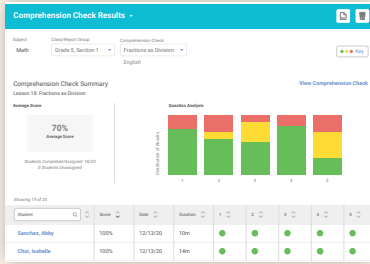 Comprehension Check Results
Subject
Class/Report Group
Comprehension Check
Math
Grade 5, Section 1
Fractions as Division
English
Key
Comprehension Check Summary
View Comprehension Check
Lesson 18: Fractions as Division
Average Score
Question Analysis
70%
Average Score
Students Completed/Assigned: 18/20
0 Students Unassigned
Distribution of Results
1 2 3 4 5
Showing 19 of 20
Student Score Date Duration 1 2 3 5 5
Sanchez, Abby 100% 12/13/20 10m
Choi, Isabelle 100% 12/13/20 14m